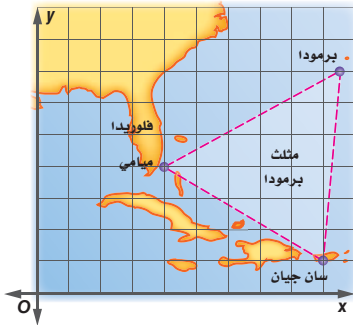 y
برمودا
فلوريدا
ميامي
مثلث
برمودا
سان جيان
O
x